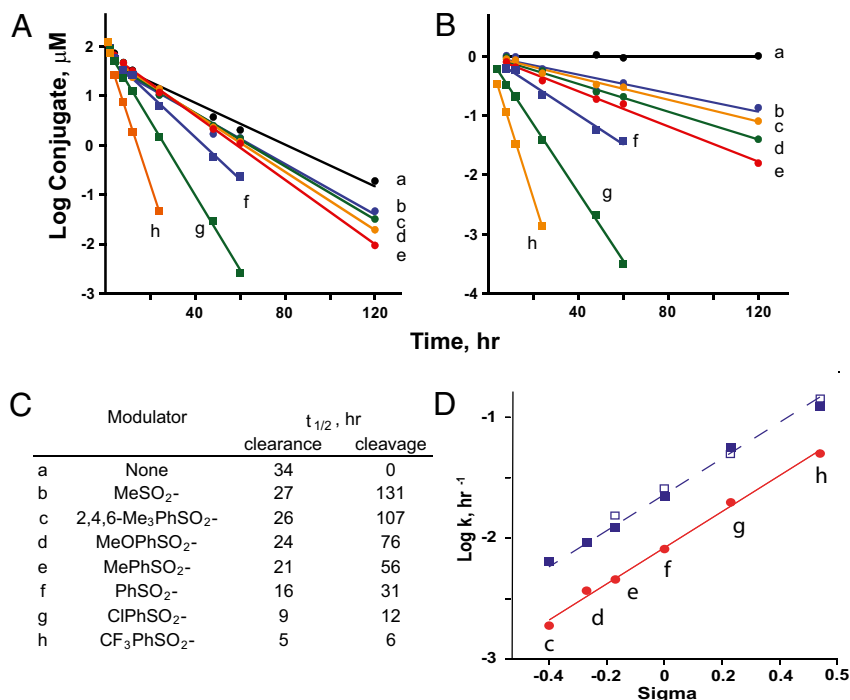 A
B
2
1
0
-1
-2
-3
40
80
120
a
b
c
d
e
f
g
h
Log Conjugate, μM
0
-1
-2
-3
-4
40
80
120
a
b
c
d
e
f
g
h
Time, hr
C
Modulator t 1/2 , hr
clearance cleavage
a None 34 0
b MeSO₂- 27 131
c 2,4,6-Me₃PhSO₂- 26 107
d MeOPhSO₂- 24 76
e MePhSO₂- 21 56
f PhSO₂- 16 31
g ClPhSO₂- 9 12
h CF₃PhSO₂- 5 6
D
-1
-2
-3
Log k, hr ⁻¹
c
d
e
f
g
h
-0.4 -0.2 0 0.2 0.4 0.5
Sigma